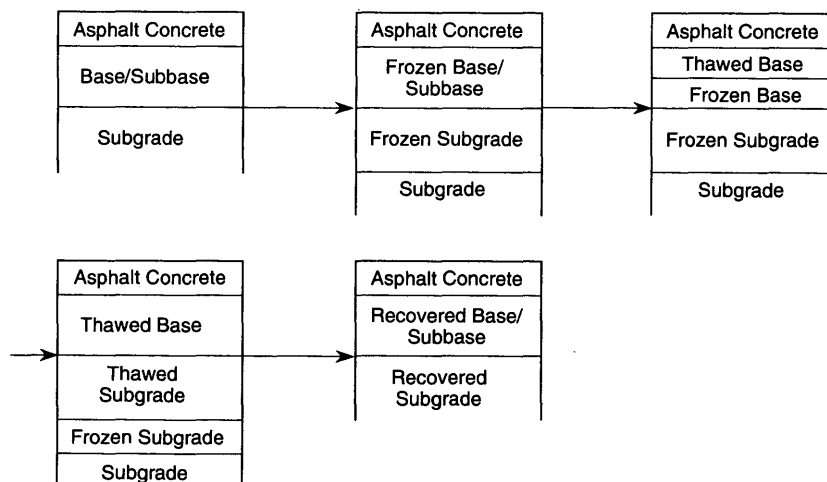 Asphalt Concrete
Base/Subbase
Subgrade
Asphalt Concrete
Frozen Base/
Subbase
Frozen Subgrade
Subgrade
Asphalt Concrete
Thawed Base
Frozen Base
Frozen Subgrade
Subgrade
Asphalt Concrete
Thawed Base
Thawed
Subgrade
Frozen Subgrade
Subgrade
Asphalt Concrete
Recovered Base/
Subbase
Recovered
Subgrade